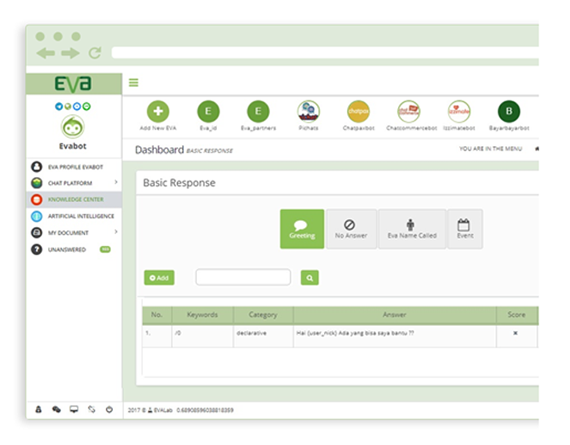 EVA
Add New EVA
E
Eva_id
E
Eva_partners
Pichats
chatpay
Chatpavbot
Chatcommercebot
Izzimatebot
B
Bayarbayarbot
Evabot
Dashboard BASIC RESPONSE
YOU ARE IN THE MENU
EVA PROFILE EVABOT
CHAT PLATFORM
KNOWLEDGE CENTER
ARTIFICIAL INTELLIGENCE
MY DOCUMENT
UNANSWERED
Basic Response
Greeting
No Answer
Eva Name Called
Event
Add
No. Keywords Category Answer Score
1. /0 declarative Hai {user_nick} Ada yang bisa saya bantu ??
2017 © EVALab